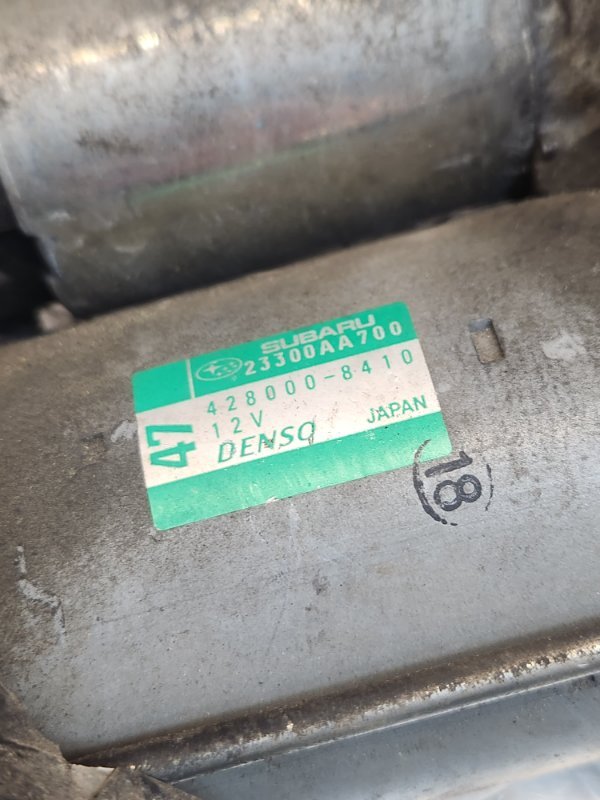 SUBARU
23300AA700
428000-8410
47
12V
DENSO
JAPAN
(18)